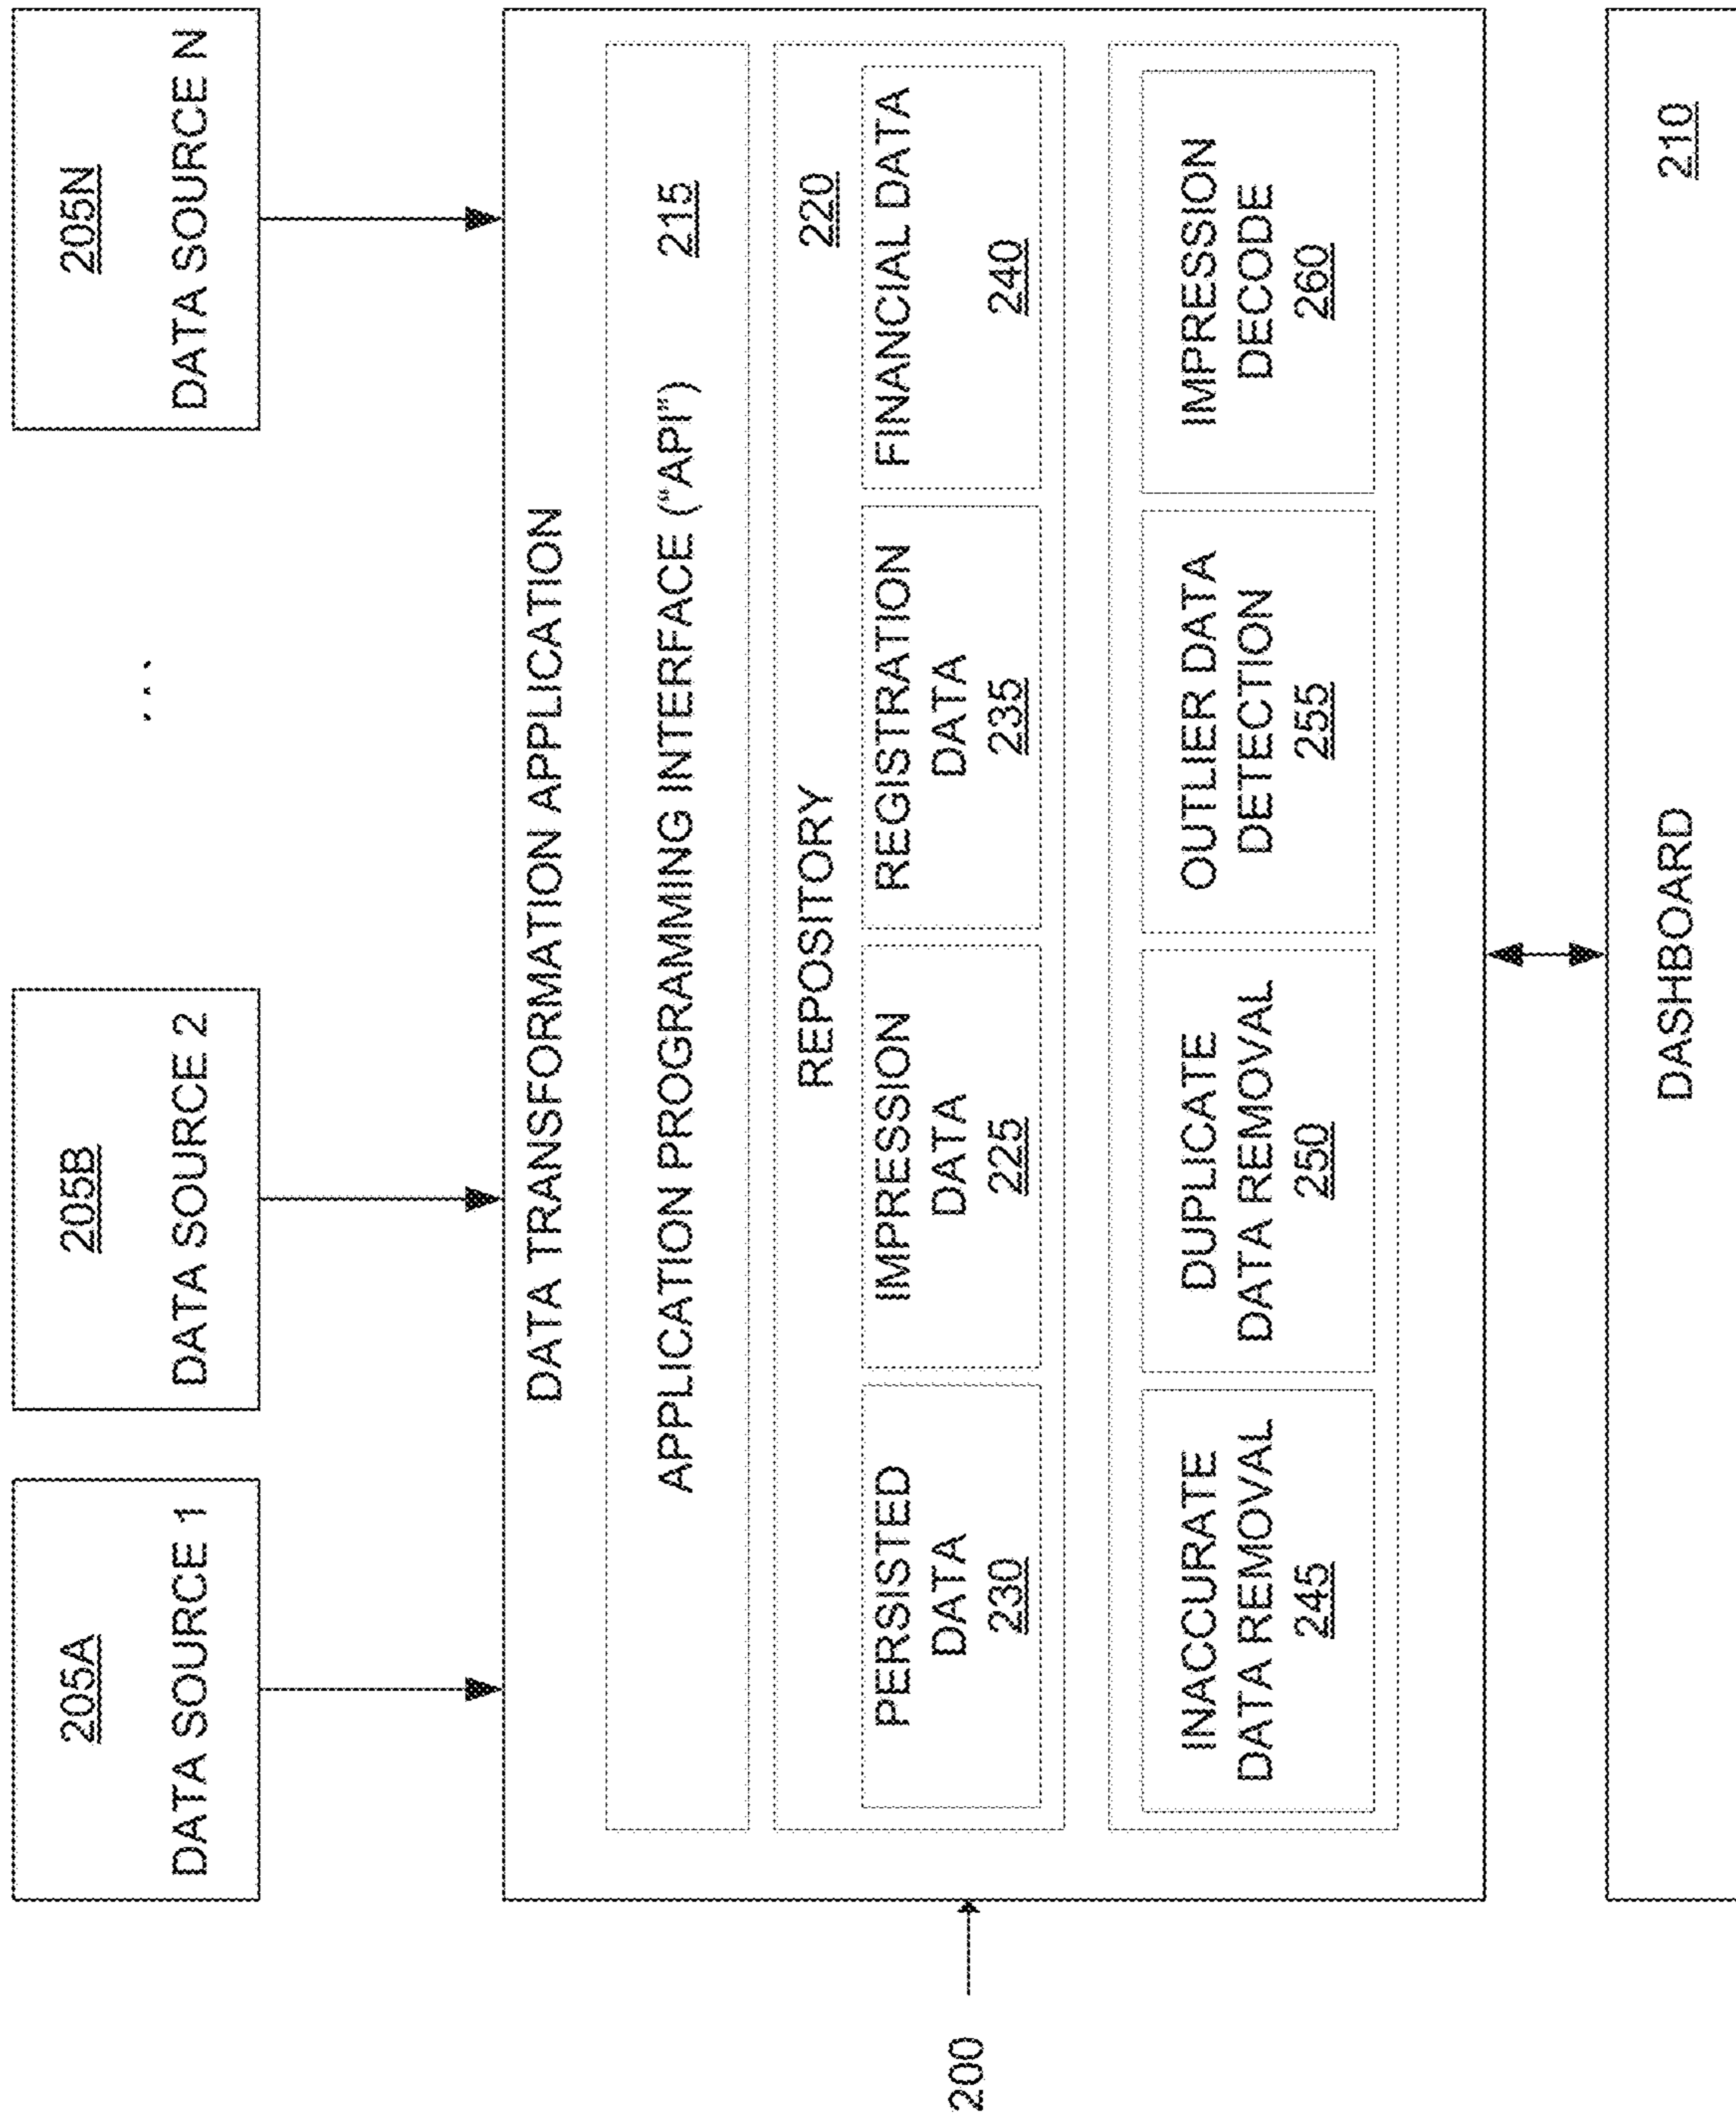 205A
DATA SOURCE 1
205B
DATA SOURCE 2
...
205N
DATA SOURCE N
DATA TRANSFORMATION APPLICATION
APPLICATION PROGRAMMING INTERFACE ("API")
215
REPOSITORY
220
PERSISTED
DATA
230
IMPRESSION
DATA
225
REGISTRATION
DATA
235
FINANCIAL DATA
240
INACCURATE
DATA REMOVAL
245
DUPLICATE
DATA REMOVAL
250
OUTLIER DATA
DETECTION
255
IMPRESSION
DECODE
260
200
DASHBOARD
210